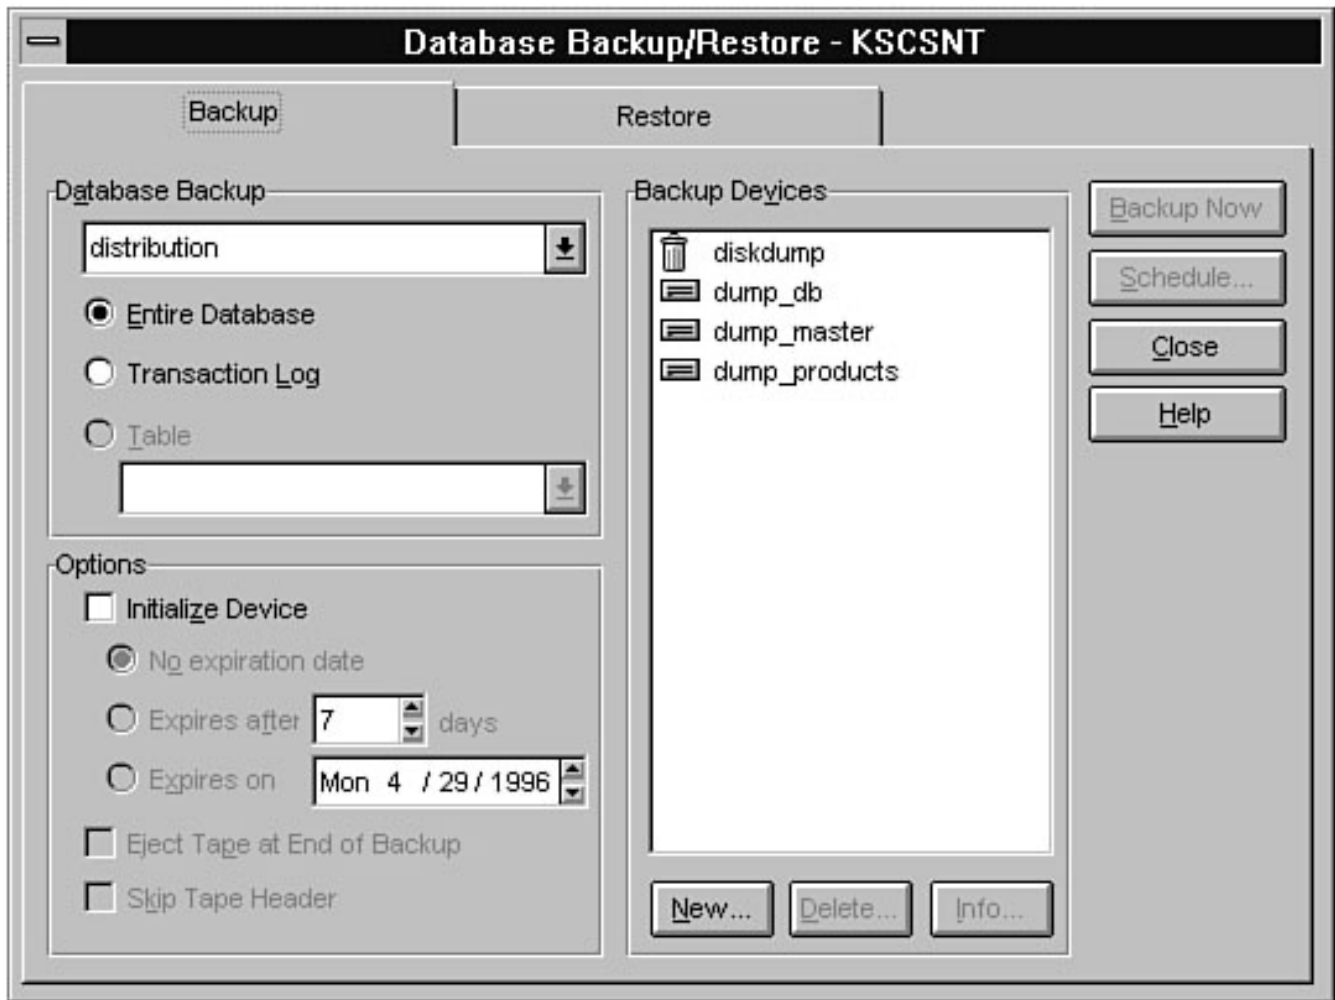 Database Backup/Restore - KSCSNT
Backup
Restore
Database Backup
distribution
Entire Database
Transaction Log
Table
Options
Initialize Device
No expiration date
Expires after 7 days
Expires on Mon 4 / 29 / 1996
Eject Tape at End of Backup
Skip Tape Header
Backup Devices
diskdump
dump_db
dump_master
dump_products
New...
Delete...
Info...
Backup Now
Schedule...
Close
Help